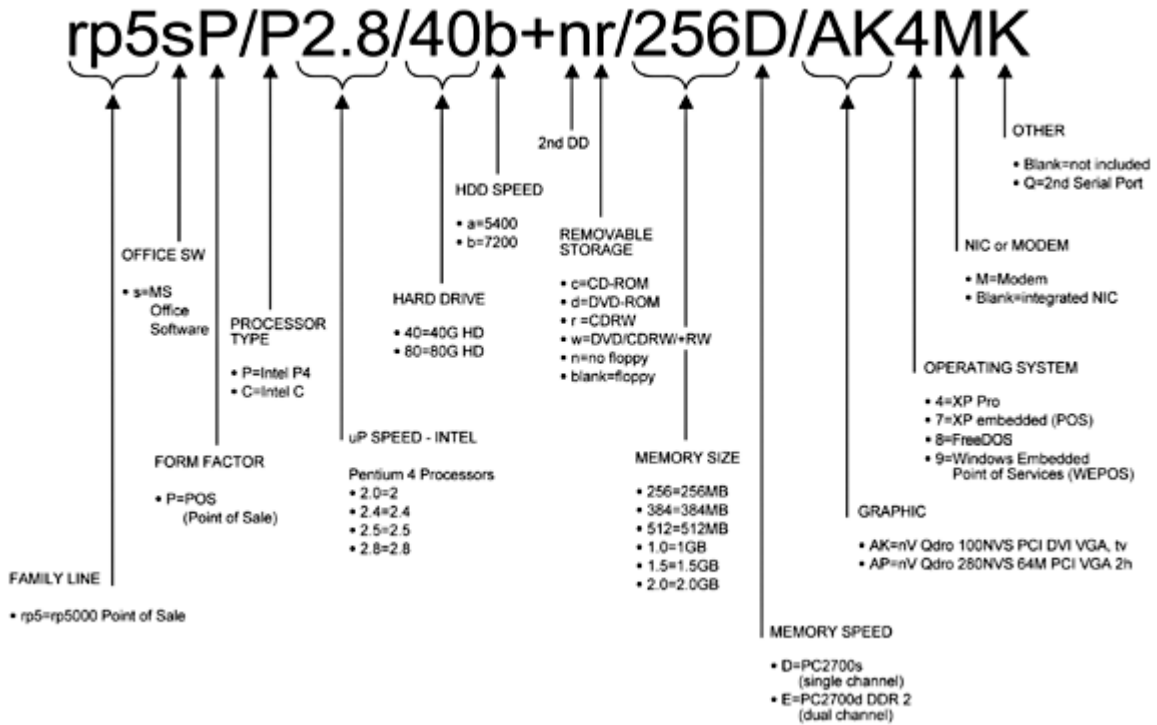 rp5sP/P2.8/40b+nr/256D/AK4MK
2nd DD
OTHER
• Blank=not included
• Q=2nd Serial Port
HDD SPEED
• a=5400
• b=7200
REMOVABLE
STORAGE
• c=CD-ROM
• d=DVD-ROM
• r =CDRW
• w=DVD/CDRW/+RW
• n=no floppy
• blank=floppy
NIC or MODEM
• M=Modem
• Blank=integrated NIC
OFFICE SW
• s=MS
Office
Software
HARD DRIVE
• 40=40G HD
• 80=80G HD
PROCESSOR
TYPE
• P=Intel P4
• C=Intel C
OPERATING SYSTEM
• 4=XP Pro
• 7=XP embedded (POS)
• 8=FreeDOS
• 9=Windows Embedded
Point of Services (WEPOS)
uP SPEED - INTEL
Pentium 4 Processors
• 2.0=2
• 2.4=2.4
• 2.5=2.5
• 2.8=2.8
FORM FACTOR
• P=POS
(Point of Sale)
MEMORY SIZE
• 256=256MB
• 384=384MB
• 512=512MB
• 1.0=1GB
• 1.5=1.5GB
• 2.0=2.0GB
GRAPHIC
• AK=nV Qdro 100NVS PCI DVI VGA, tv
• AP=nV Qdro 280NVS 64M PCI VGA 2h
FAMILY LINE
• rp5=rp5000 Point of Sale
MEMORY SPEED
• D=PC2700s
(single channel)
• E=PC2700d DDR 2
(dual channel)